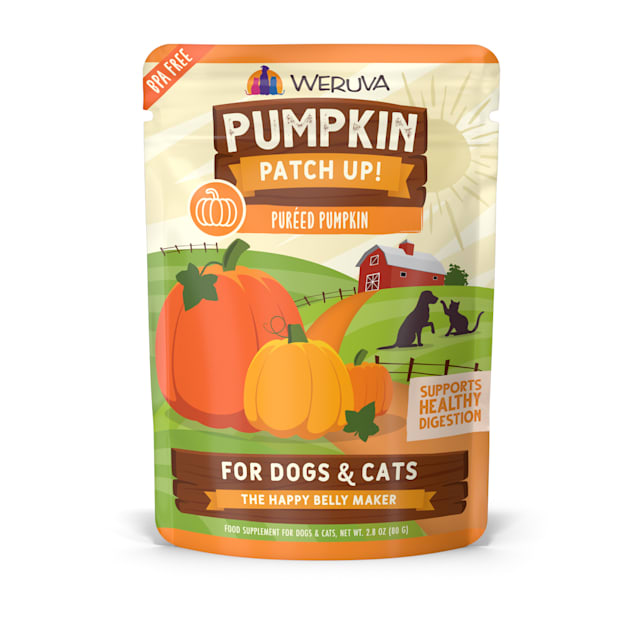 BPA FREE
WERUVA
PUMPKIN
PATCH UP!
PURÉED PUMPKIN
SUPPORTS
HEALTHY
DIGESTION
FOR DOGS & CATS
THE HAPPY BELLY MAKER
FOOD SUPPLEMENT FOR DOGS & CATS, NET WT. 2.8 OZ (80 G)